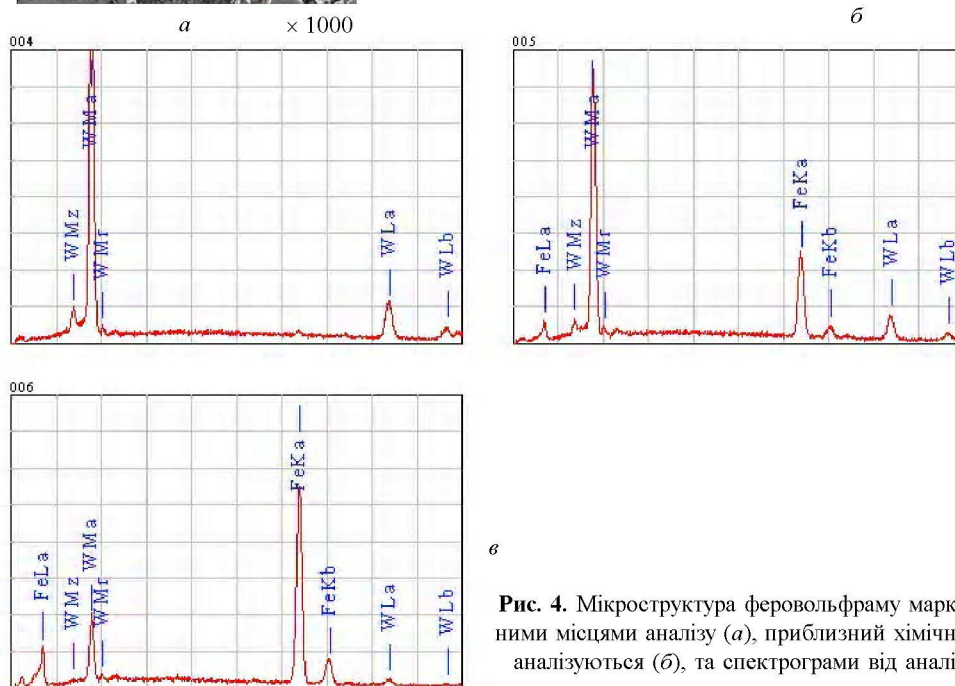 а × 1000 б
004
WMz WMa WMr WLa WLb
005
FeLa WMz WMa WMr FeKa FeKb WLa WLb
006
FeLa WMz WMa WMr FeKa FeKb WLa WLb
в
Рис. 4. Мікроструктура феровольфраму марк
ними місцями аналізу (а), приблизний хімічн
аналізуються (б), та спектрограми від аналі